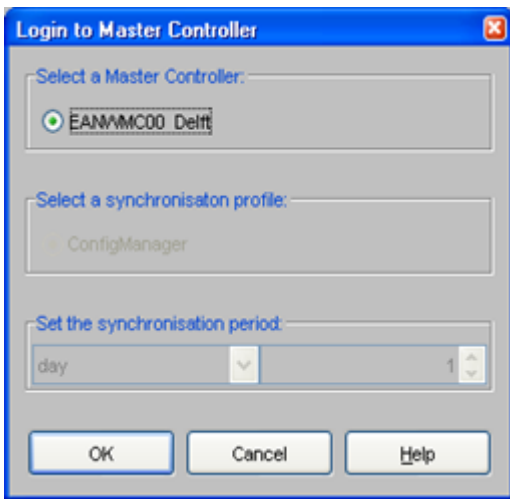 Login to Master Controller
Select a Master Controller:
EANWMC00 Delft
Select a synchronisaton profile:
ConfigManager
Set the synchronisation period:
day 1
OK Cancel Help